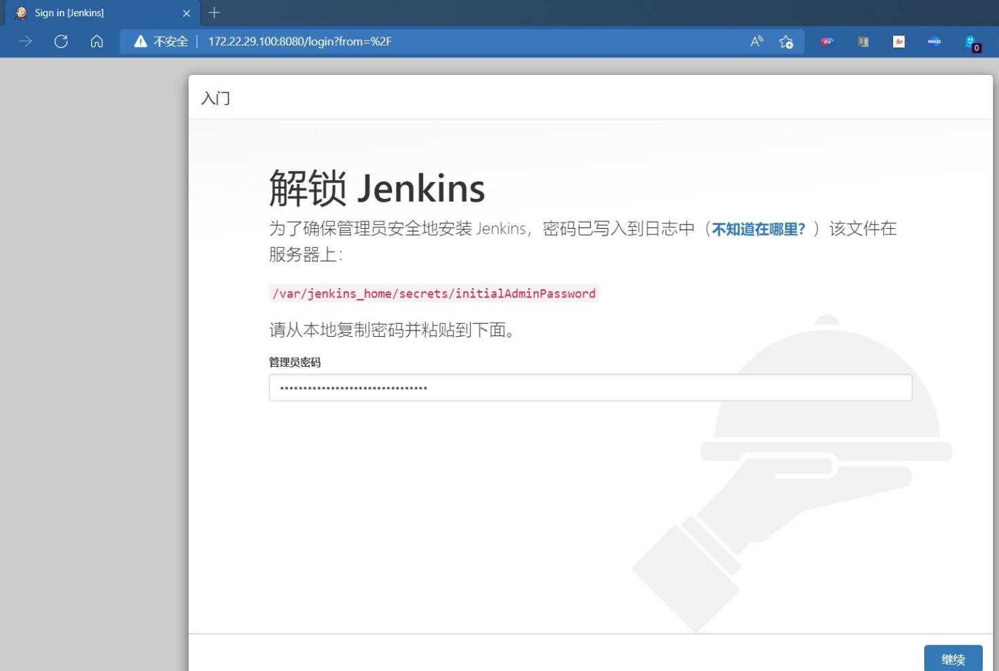 Sign in [Jenkins]
不安全 172.22.29.100:8080/login?from=%2F
入门
解锁 Jenkins
为了确保管理员安全地安装 Jenkins，密码已写入到日志中（不知道在哪里？）该文件在
服务器上：
/var/jenkins_home/secrets/initialAdminPassword
请从本地复制密码并粘贴到下面。
管理员密码
继续